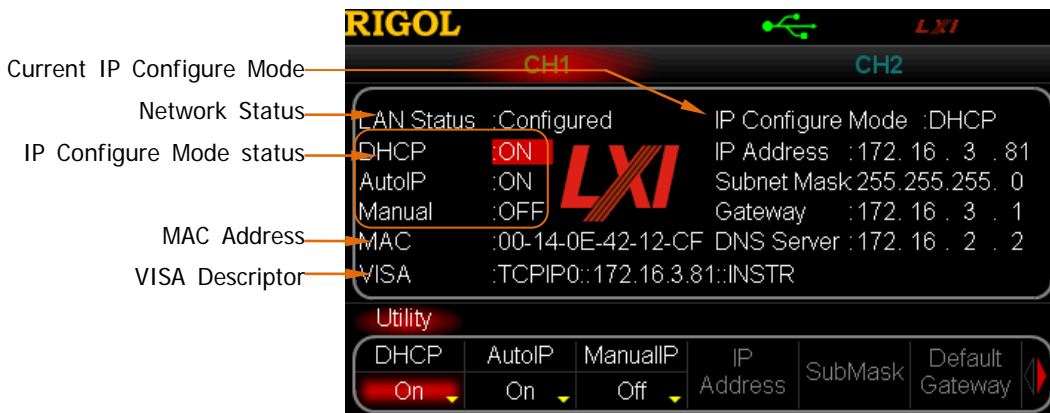 RIGOL
LXI
CH1 CH2
Current IP Configure Mode
Network Status
IP Configure Mode status
MAC Address
VISA Descriptor
LAN Status :Configured
DHCP :ON
AutoIP :ON
Manual :OFF
MAC :00-14-0E-42-12-CF
VISA :TCPIP0::172.16.3.81::INSTR
LXI
IP Configure Mode :DHCP
IP Address :172. 16 . 3 . 81
Subnet Mask:255.255.255. 0
Gateway :172. 16 . 3 . 1
DNS Server :172. 16 . 2 . 2
Utility
DHCP
On
AutoIP
On
ManualIP
Off
IP
Address
SubMask
Default
Gateway